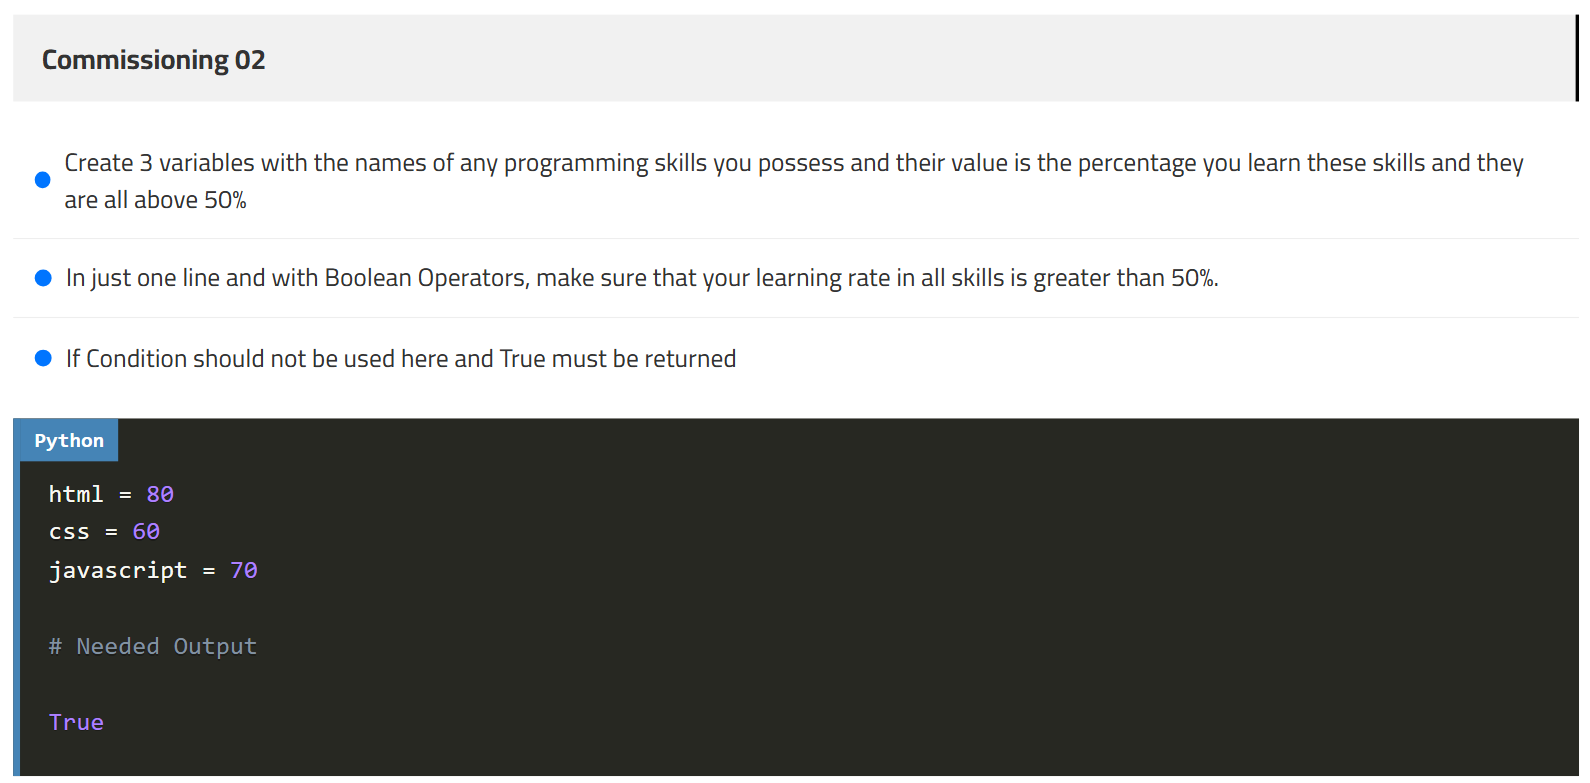 Commissioning 02
Create 3 variables with the names of any programming skills you possess and their value is the percentage you learn these skills and they
are all above 50%
In just one line and with Boolean Operators, make sure that your learning rate in all skills is greater than 50%.
If Condition should not be used here and True must be returned
Python
html = 80
css = 60
javascript = 70
# Needed Output
True